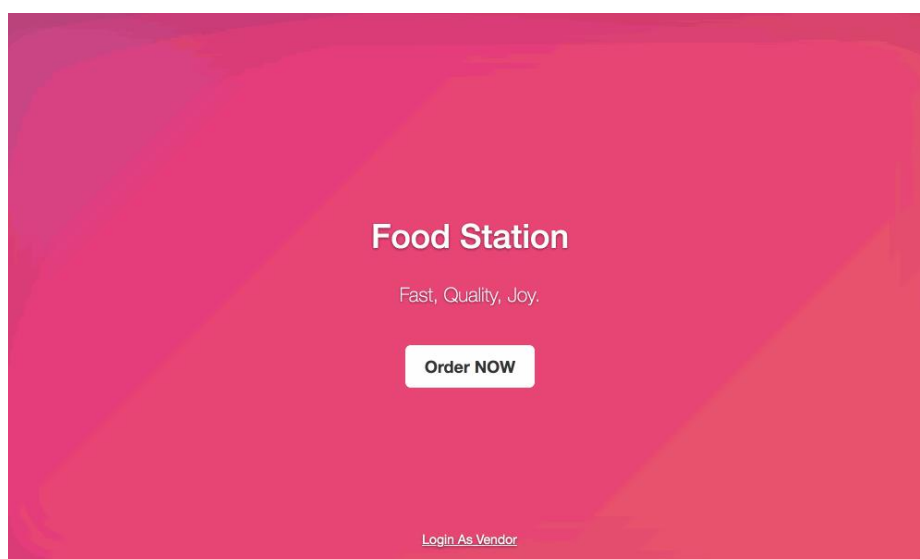 Food Station
Fast, Quality, Joy.
Order NOW
Login As Vendor